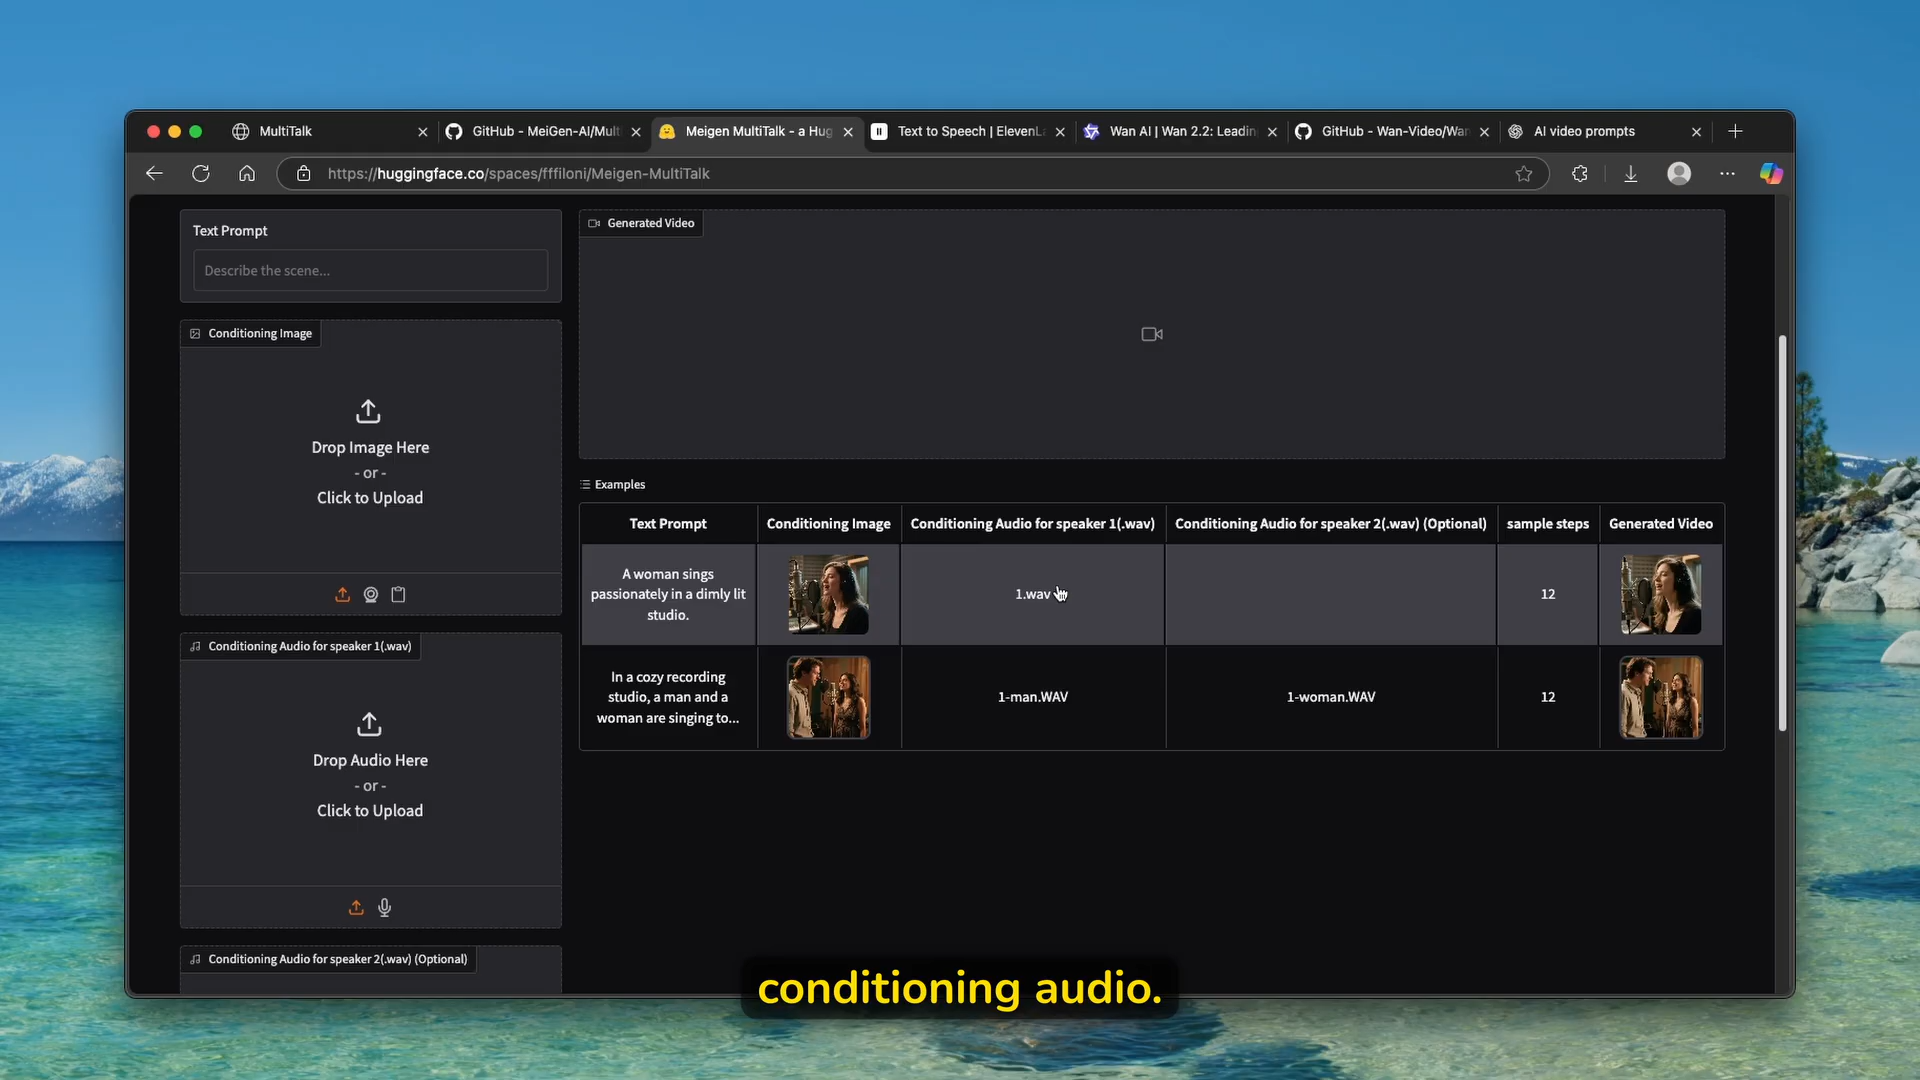 MultiTalk
GitHub - MeiGen-AI/Mult
Meigen MultiTalk - a Hug
Text to Speech | ElevenLa
Wan AI | Wan 2.2: Leadin
GitHub - Wan-Video/Wan
AI video prompts
https://huggingface.co/spaces/fffiloni/Meigen-MultiTalk
Text Prompt
Describe the scene...
Conditioning Image
Drop Image Here
- or -
Click to Upload
Conditioning Audio for speaker 1(.wav)
Drop Audio Here
- or -
Click to Upload
Conditioning Audio for speaker 2(.wav) (Optional)
Generated Video
Examples
Text Prompt
Conditioning Image
Conditioning Audio for speaker 1(.wav)
Conditioning Audio for speaker 2(.wav) (Optional)
sample steps
Generated Video
A woman sings
passionately in a dimly lit
studio.
1.wav
12
In a cozy recording
studio, a man and a
woman are singing to...
1-man.WAV
1-woman.WAV
12
conditioning audio.